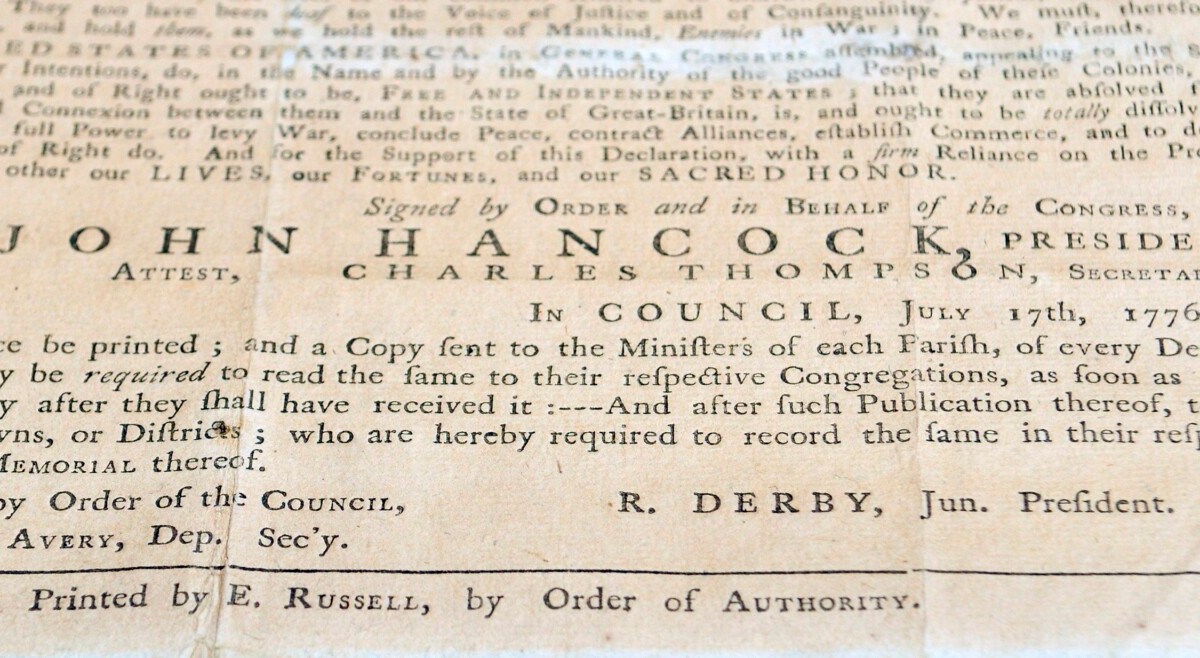 They too have been deaf to the Voice of Juſtice and of Conſanguinity. We muſt, therefo
and hold them, as we hold the reſt of Mankind, Enemies in War ; in Peace, Friends.
ED STATES OF AMERICA, in GENERAL CONGRESS aſſembled, appealing to the S
Intentions, do, in the Name and by the Authority of the good People of theſe Colonies,
and of Right ought to be, FREE AND INDEPENDENT STATES ; that they are abſolved f
Connexion between them and the State of Great-Britain, is, and ought to be totally diſſolv
full Power to levy War, conclude Peace, contract Alliances, eſtabliſh Commerce, and to d
of Right do. And for the Support of this Declaration, with a firm Reliance on the Pro
other our LIVES, our FORTUNES, and our SACRED HONOR.
Signed by ORDER and in BEHALF of the CONGRESS,
JOHN HANCOCK, PRESIDE
ATTEST, CHARLES THOMPSON, SECRETAR
IN COUNCIL, JULY 17th, 1776
ce be printed ; and a Copy ſent to the Miniſters of each Pariſh, of every De
y be required to read the ſame to their reſpective Congregations, as ſoon as
y after they ſhall have received it :---And after ſuch Publication thereof, t
wns, or Diſtricts ; who are hereby required to record the ſame in their reſp
MEMORIAL thereof.
by Order of the COUNCIL, R. DERBY, Jun. Preſident.
AVERY, Dep. Sec'y.
Printed by E. RUSSELL, by Order of AUTHORITY.